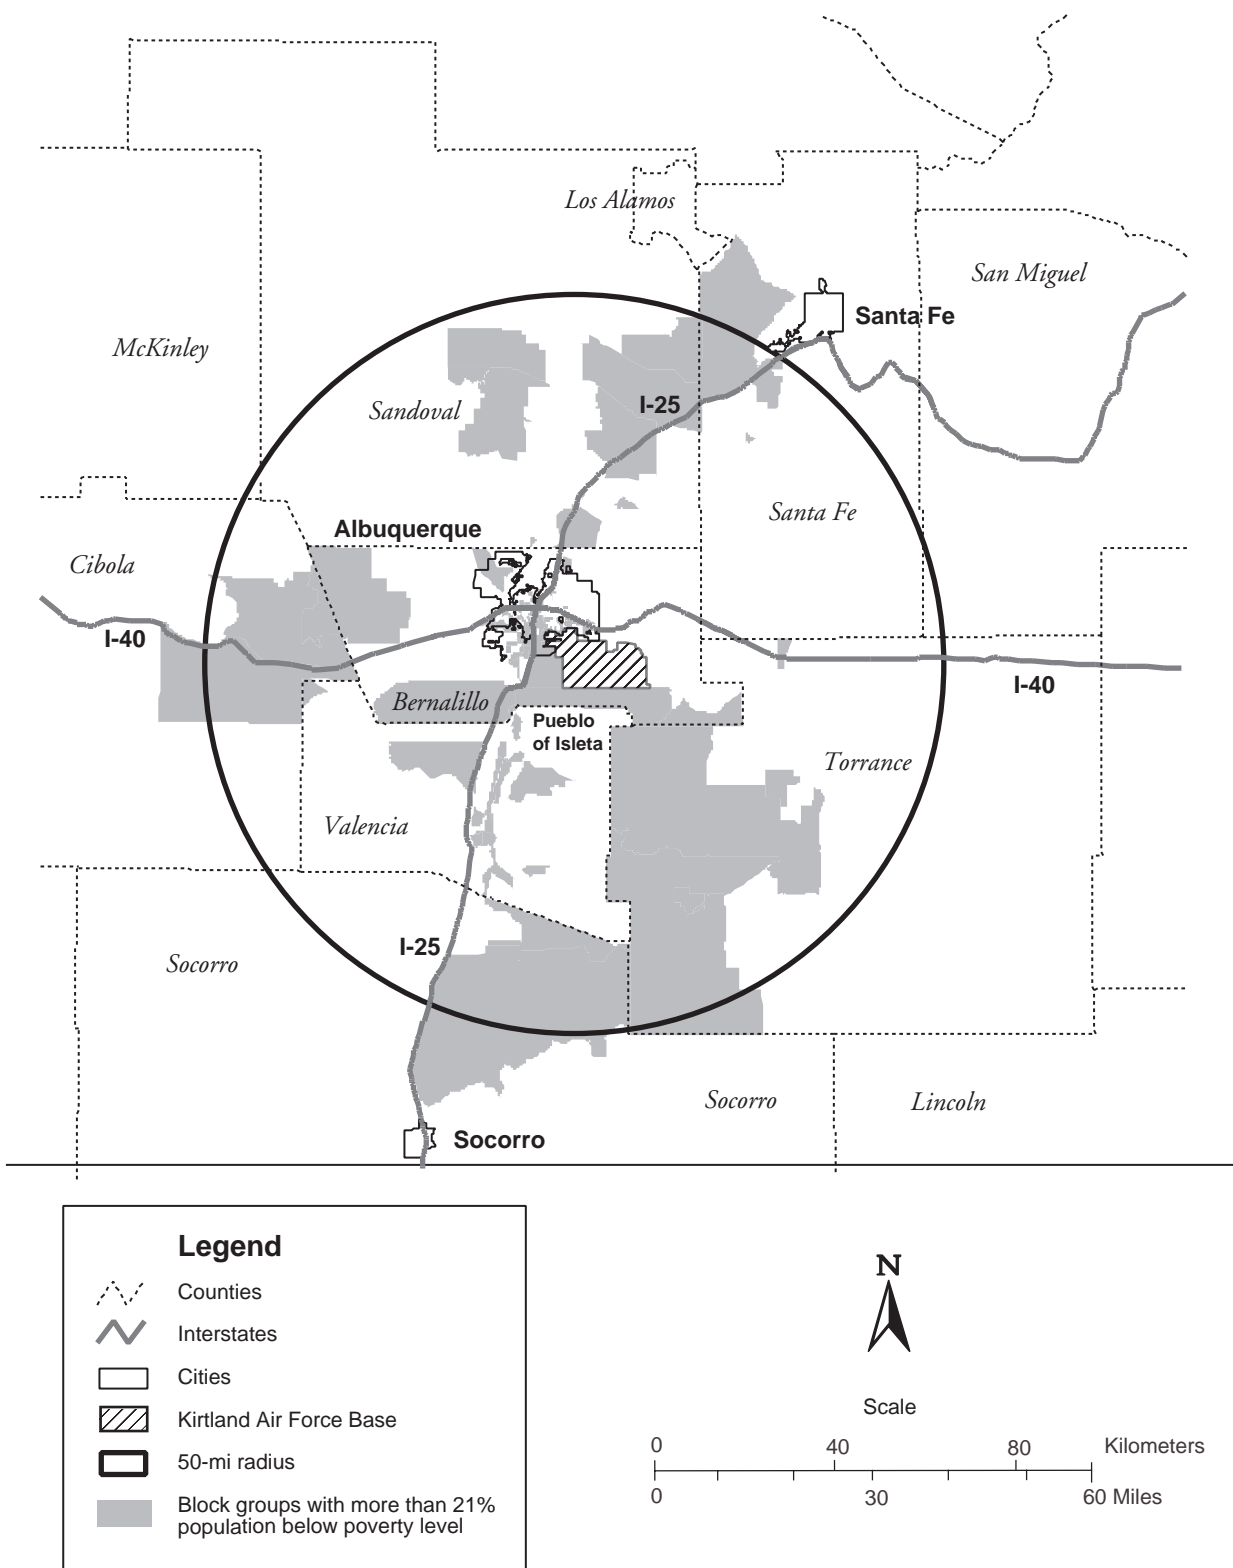 Los Alamos
San Miguel
Santa Fe
McKinley
Sandoval
I-25
Santa Fe
Albuquerque
Cibola
I-40
I-40
Bernalillo
Pueblo
of Isleta
Torrance
Valencia
I-25
Socorro
Socorro
Lincoln
Socorro
Legend
Counties
Interstates
Cities
Kirtland Air Force Base
50-mi radius
Block groups with more than 21%
population below poverty level
N
Scale
0 40 80 Kilometers
0 30 60 Miles